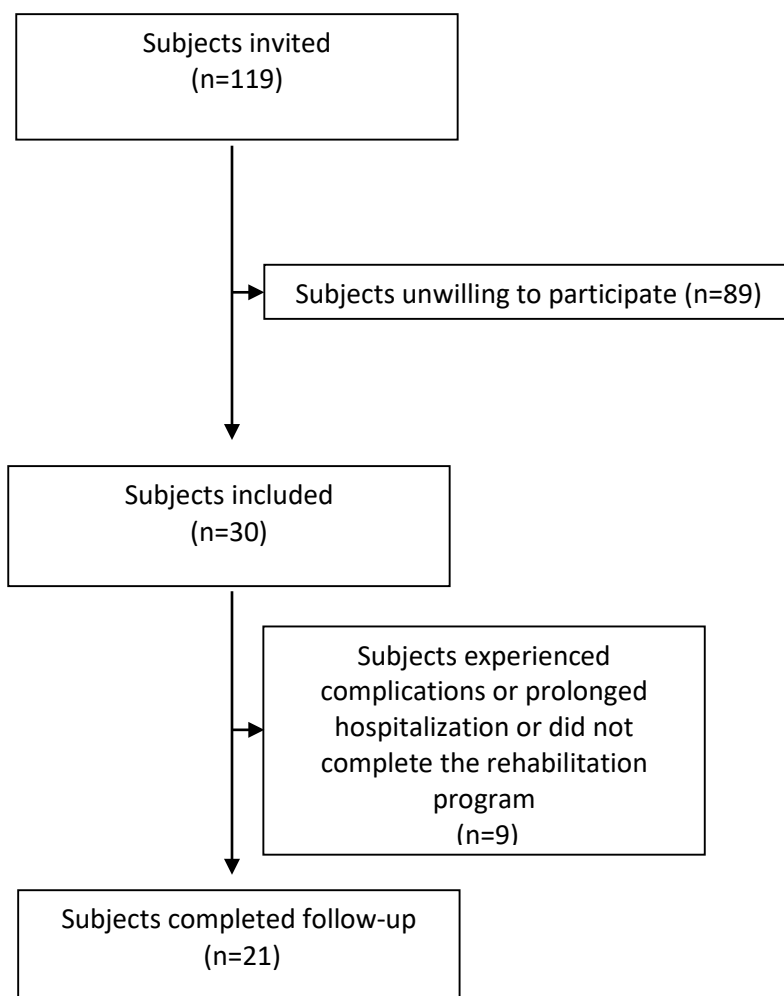 Subjects invited
(n=119)
Subjects unwilling to participate (n=89)
Subjects included
(n=30)
Subjects experienced
complications or prolonged
hospitalization or did not
complete the rehabilitation
program
(n=9)
Subjects completed follow-up
(n=21)